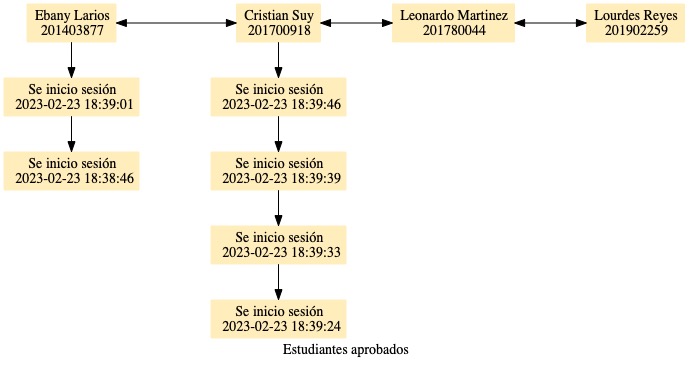 Ebany Larios
201403877
Cristian Suy
201700918
Leonardo Martinez
201780044
Lourdes Reyes
201902259
Se inicio sesión
2023-02-23 18:39:01
Se inicio sesión
2023-02-23 18:39:46
Se inicio sesión
2023-02-23 18:38:46
Se inicio sesión
2023-02-23 18:39:39
Se inicio sesión
2023-02-23 18:39:33
Se inicio sesión
2023-02-23 18:39:24
Estudiantes aprobados